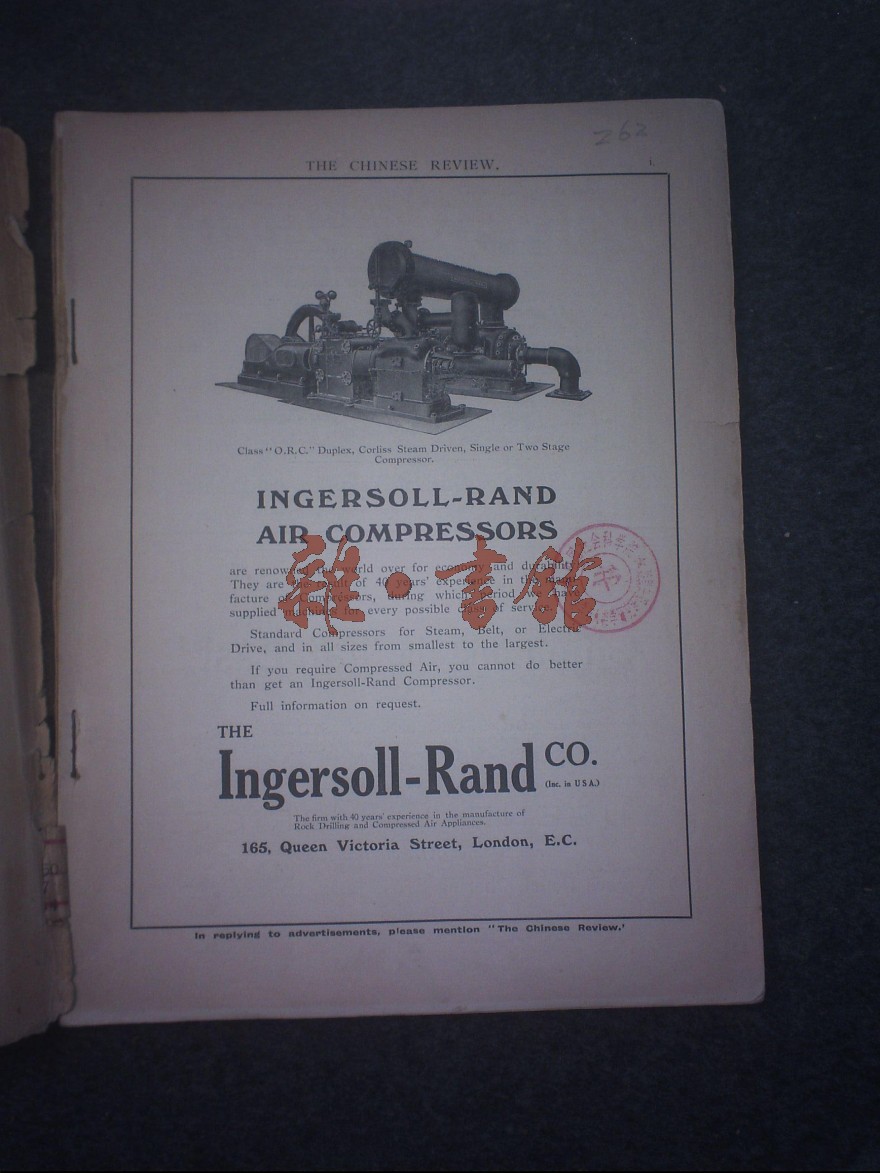 262
THE CHINESE REVIEW.
i.
Class "O.R.C." Duplex, Corliss Steam Driven, Single or Two Stage
Compressor.
INGERSOLL-RAND
AIR COMPRESSORS
are renowned the world over for economy and durability.
They are the result of 40 years' experience in the manu-
facture of Compressors, during which period we have
supplied machines for every possible class of service.
Standard Compressors for Steam, Belt, or Electric
Drive, and in all sizes from smallest to the largest.
If you require Compressed Air, you cannot do better
than get an Ingersoll-Rand Compressor.
Full information on request.
雜·書館
THE
Ingersoll-Rand CO.
(Inc. in U S A.)
The firm with 40 years' experience in the manufacture of
Rock Drilling and Compressed Air Appliances.
165, Queen Victoria Street, London, E.C.
In replying to advertisements, please mention "The Chinese Review.'